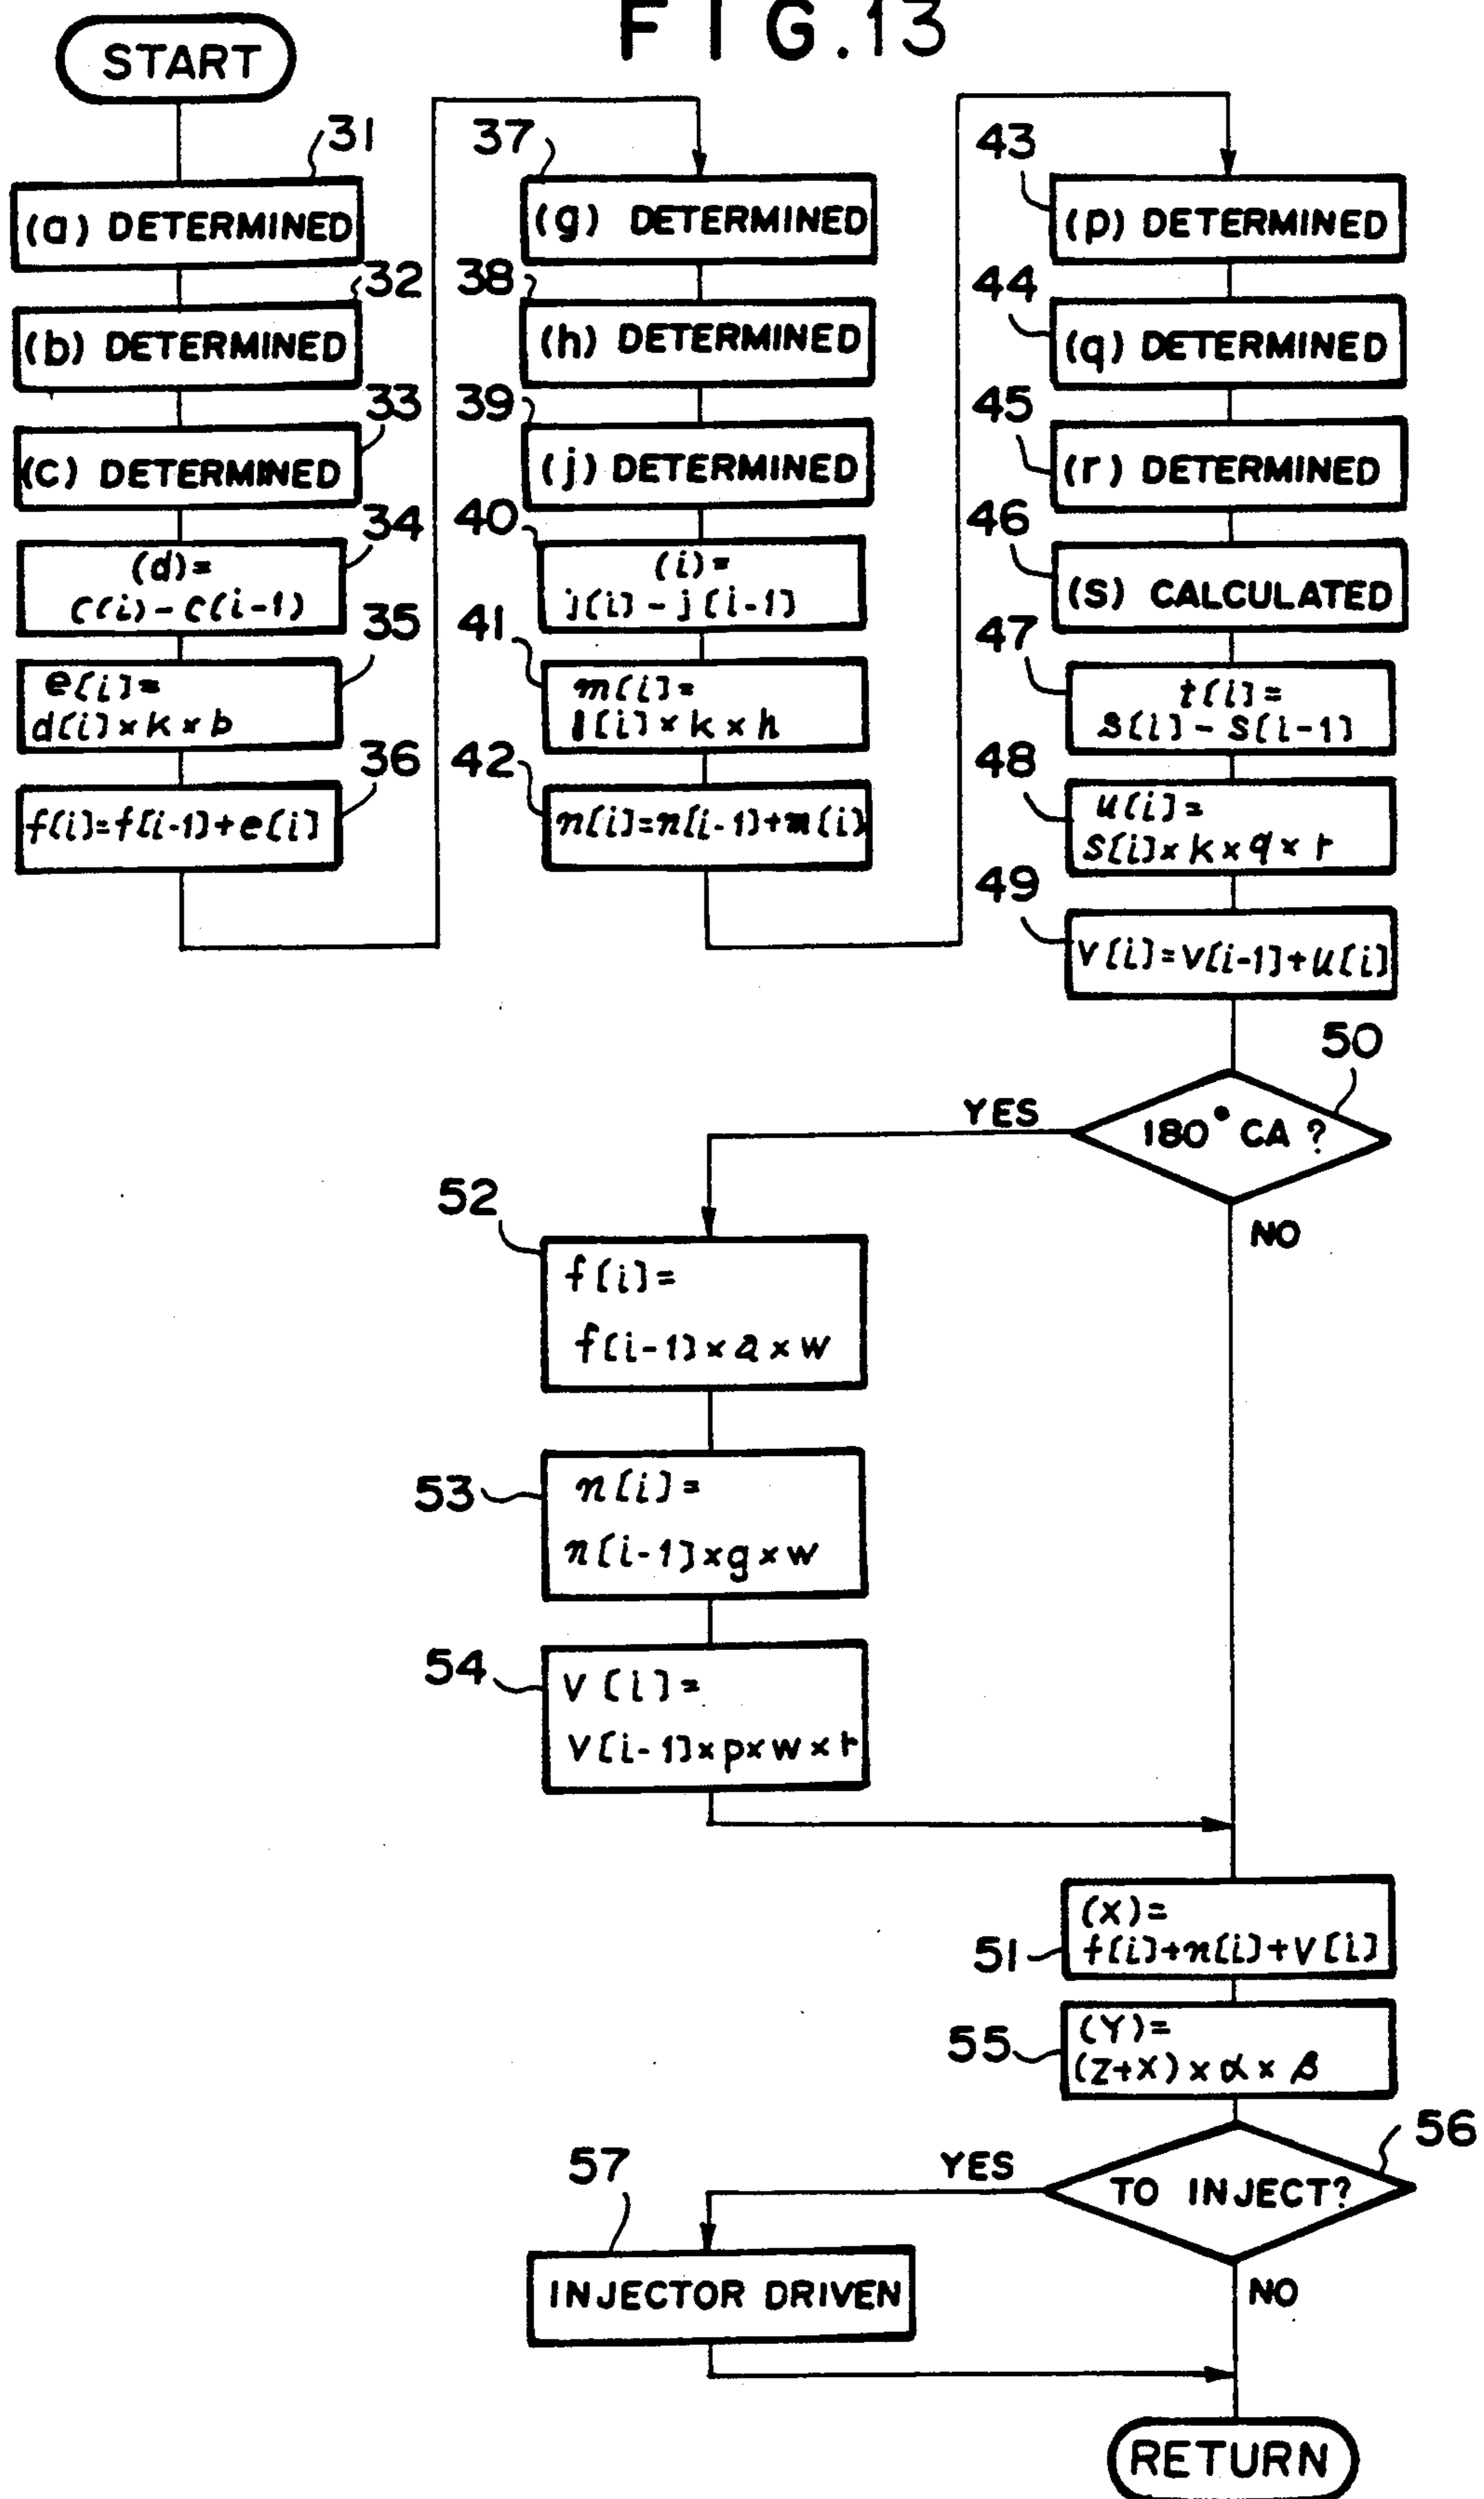 FIG.13
START
31
(a) DETERMINED
32
(b) DETERMINED
33
(c) DETERMINED
34
(d)=
c(i)-c(i-1)
35
e[i]=
d[i]×k×b
36
f[i]=f[i-1]+e[i]
37
(g) DETERMINED
38
(h) DETERMINED
39
(j) DETERMINED
40
(i)=
j[i]-j[i-1]
41
m[i]=
l[i]×k×h
42
n[i]=n[i-1]+m[i]
43
(p) DETERMINED
44
(q) DETERMINED
45
(r) DETERMINED
46
(s) CALCULATED
47
t[i]=
s[i]-s[i-1]
48
u[i]=
s[i]×k×q×r
49
v[i]=v[i-1]+u[i]
50
180°CA?
YES
NO
52
f[i]=
f[i-1]×a×w
53
n[i]=
n[i-1]×g×w
54
v[i]=
v[i-1]×p×w×r
51
(X)=
f[i]+n[i]+v[i]
55
(Y)=
(Z+X)×α×β
56
TO INJECT?
YES
NO
57
INJECTOR DRIVEN
RETURN